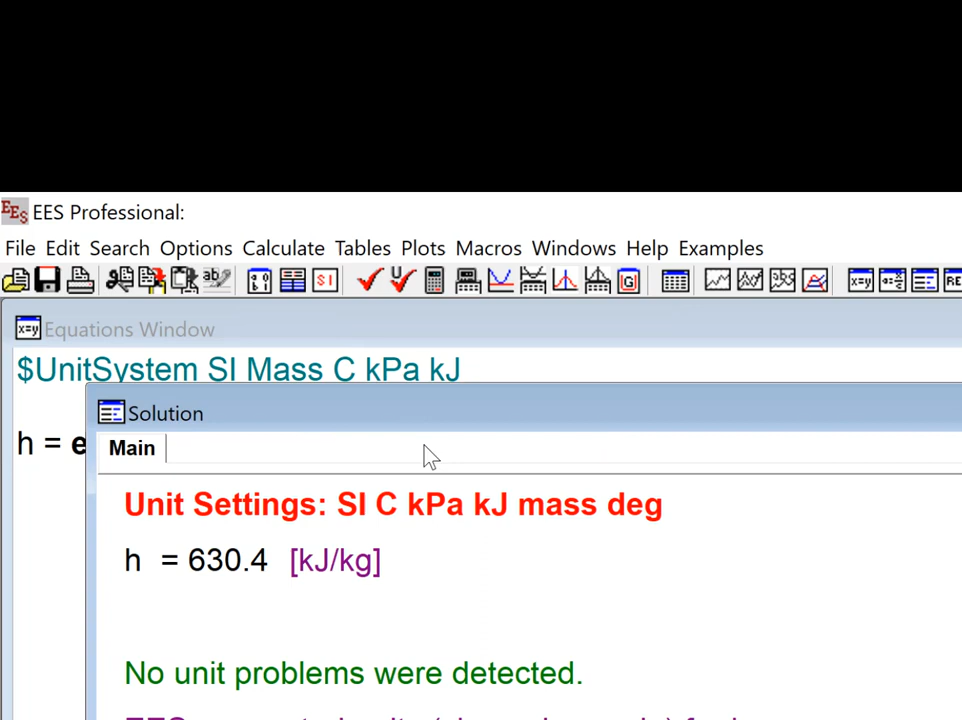 EES Professional:
File Edit Search Options Calculate Tables Plots Macros Windows Help Examples
Equations Window
$UnitSystem SI Mass C kPa kJ
Solution
h = e
Main
Unit Settings: SI C kPa kJ mass deg
h = 630.4 [kJ/kg]
No unit problems were detected.